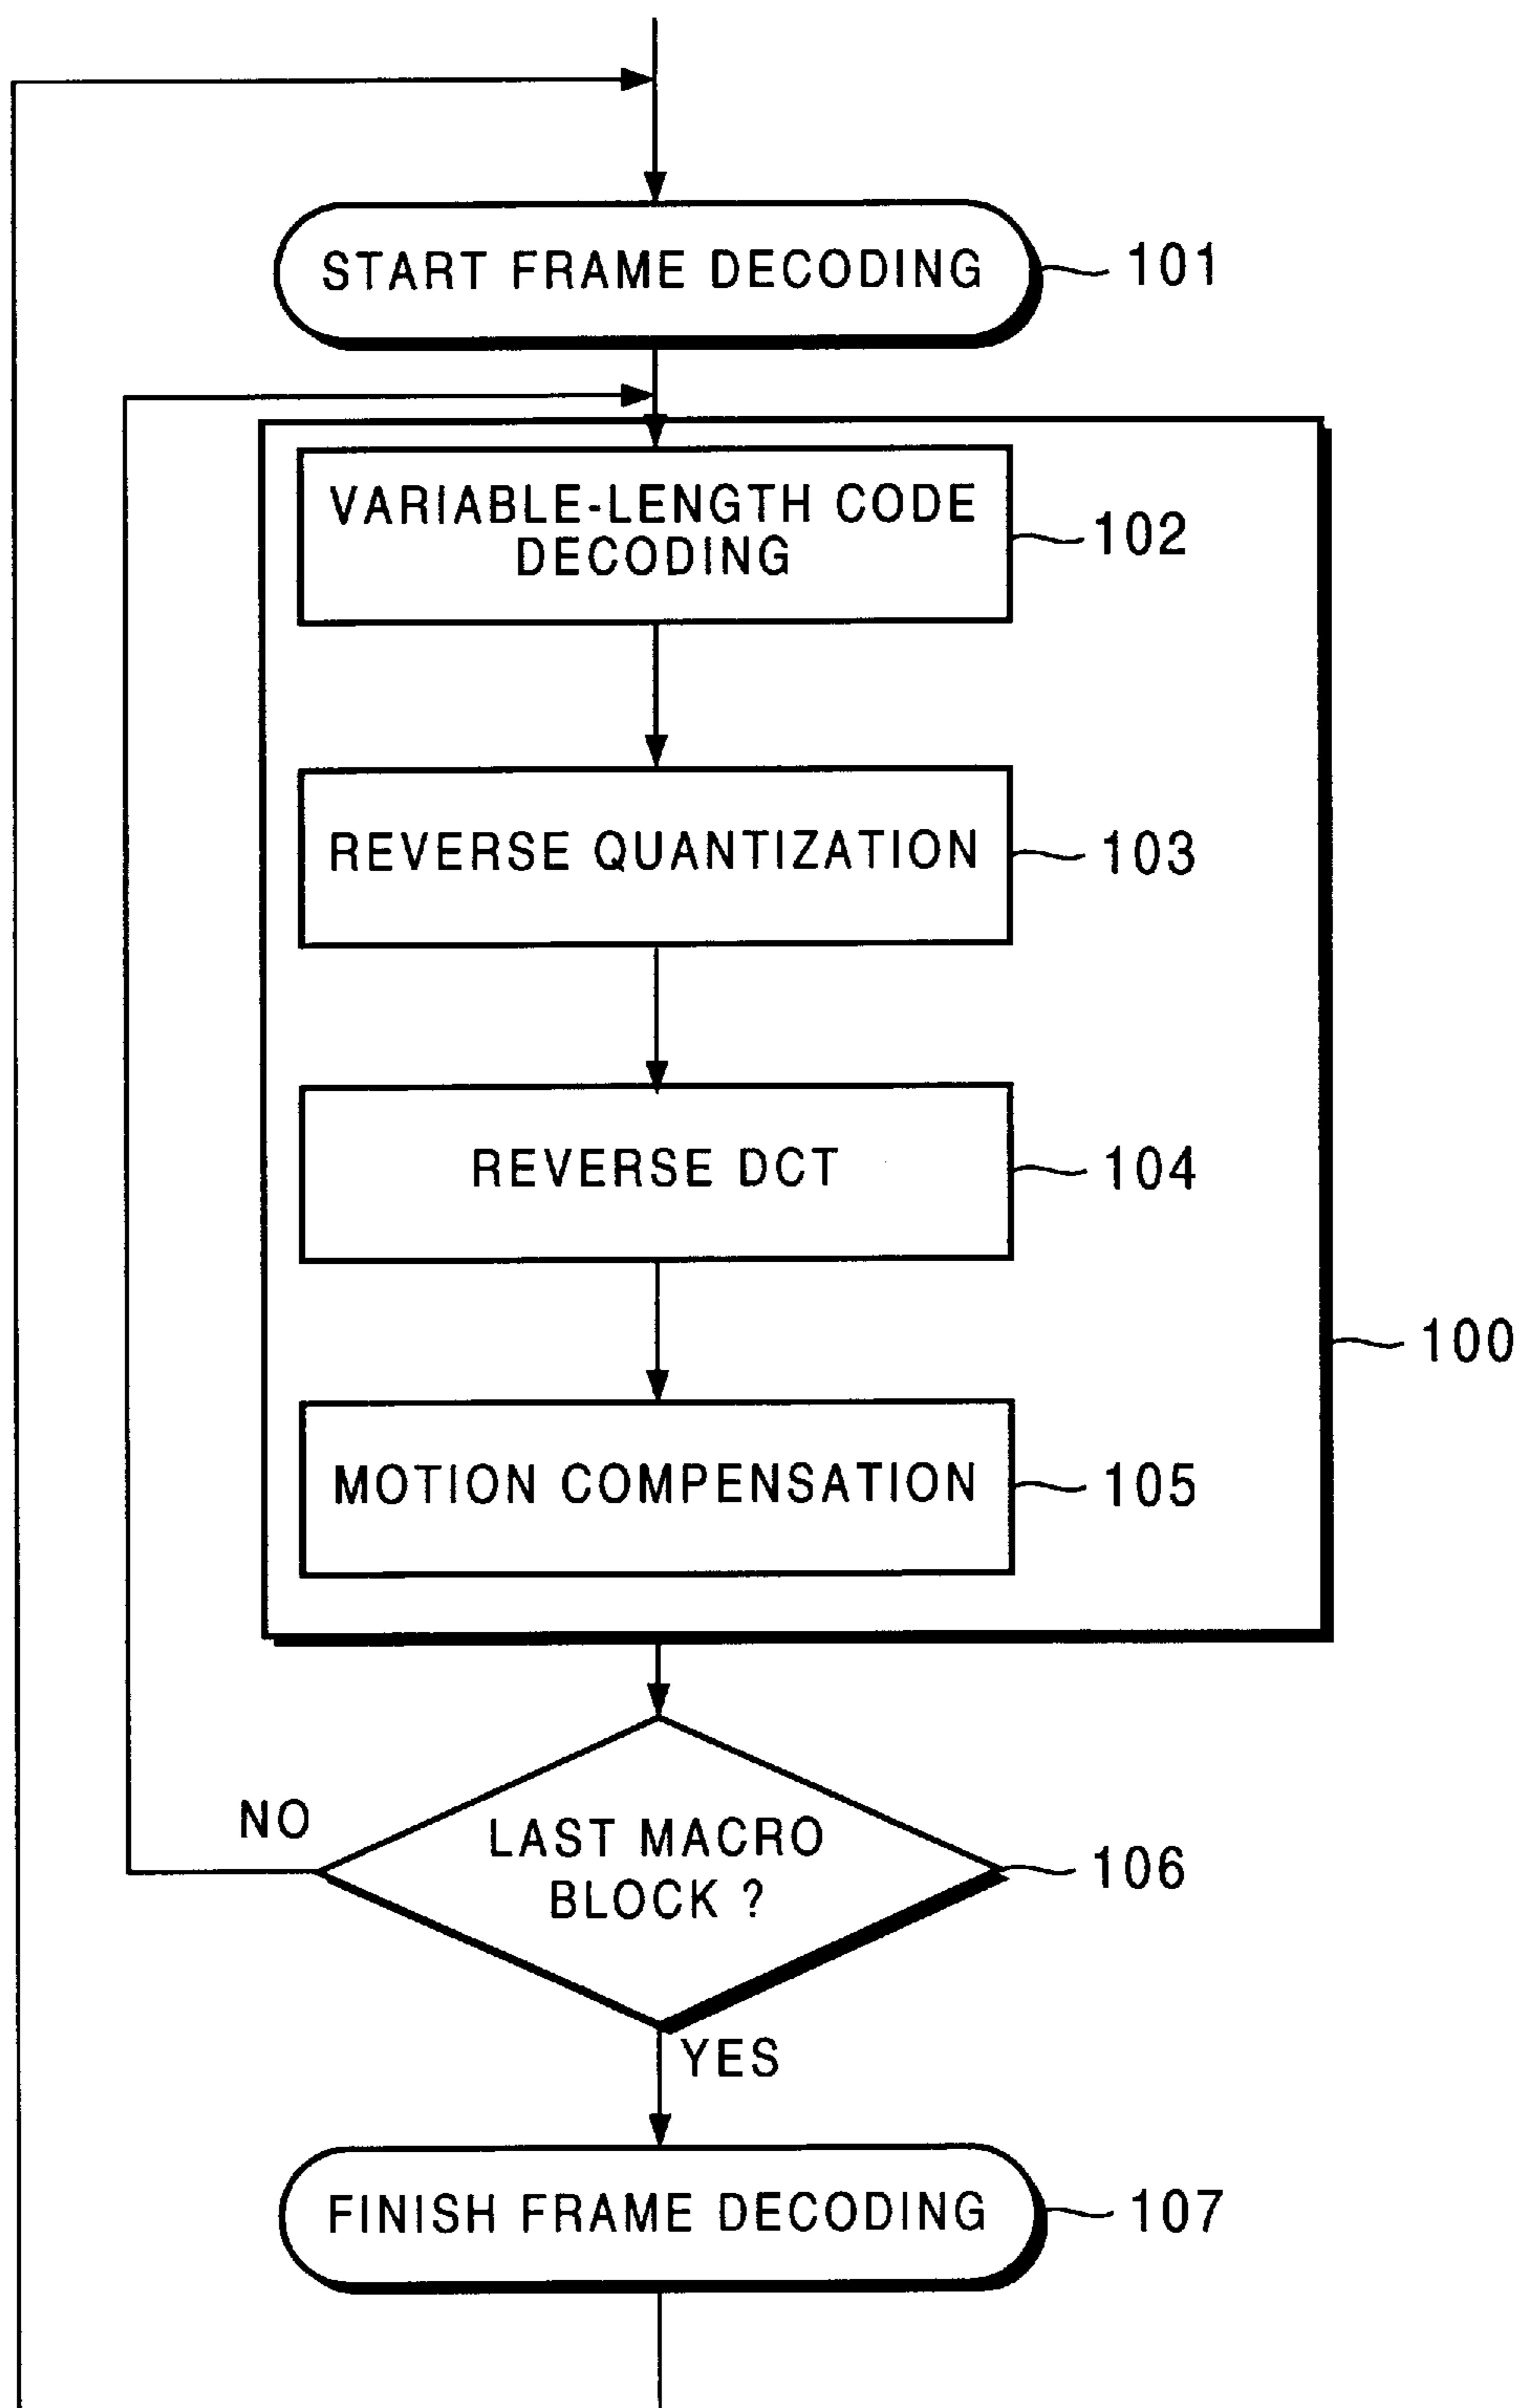 START FRAME DECODING
101
VARIABLE-LENGTH CODE
DECODING
102
REVERSE QUANTIZATION
103
REVERSE DCT
104
100
MOTION COMPENSATION
105
NO
LAST MACRO
BLOCK ?
106
YES
FINISH FRAME DECODING
107